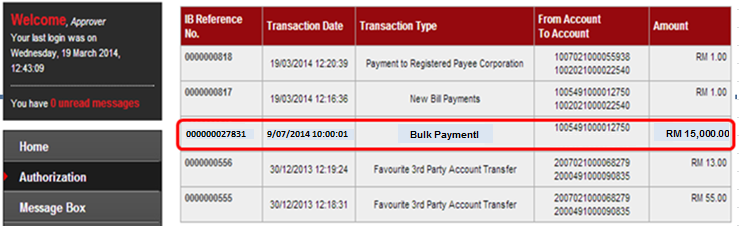 Welcome, Approver
Your last login was on
Wednesday, 19 March 2014,
12:43:09
You have 0 unread messages
Home
Authorization
Message Box
IB Reference No. Transaction Date Transaction Type From Account To Account Amount
0000000818 19/03/2014 12:20:39 Payment to Registered Payee Corporation 1007021000055938 RM 1.00
1002021000022540
0000000817 19/03/2014 12:16:36 New Bill Payments 1005491000012750 RM 1.00
1002021000022540
000000027831 9/07/2014 10:00:01 Bulk Paymentl 1005491000012750 RM 15,000.00
0000000556 30/12/2013 12:19:24 Favourite 3rd Party Account Transfer 2007021000068279 RM 13.00
2000491000090835
0000000555 30/12/2013 12:18:31 Favourite 3rd Party Account Transfer 2007021000068279 RM 55.00
2000491000090835